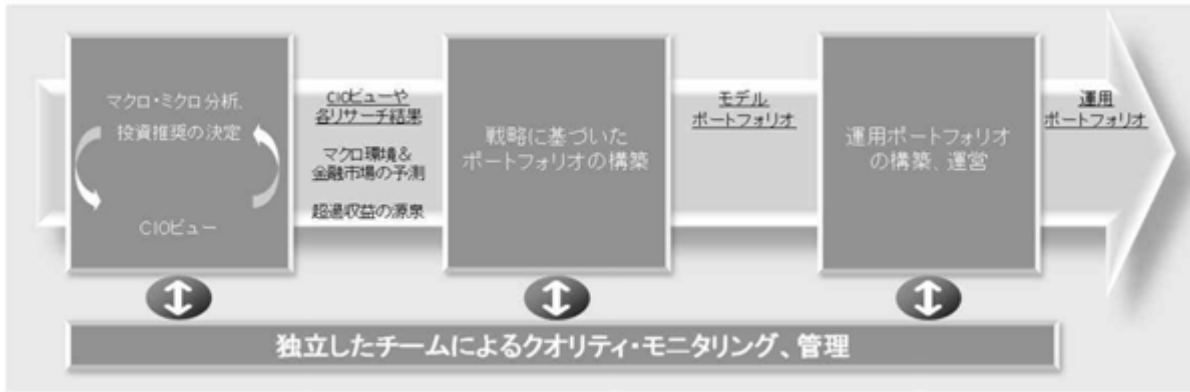 マクロ・ミクロ分析、
投資推奨の決定
CIOビュー
CIOビューや
各リサーチ結果
マクロ環境＆
金融市場の予測
超過収益の源泉
戦略に基づいた
ポートフォリオの構築
モデル
ポートフォリオ
運用ポートフォリオ
の構築、運営
運用
ポートフォリオ
独立したチームによるクオリティ・モニタリング、管理